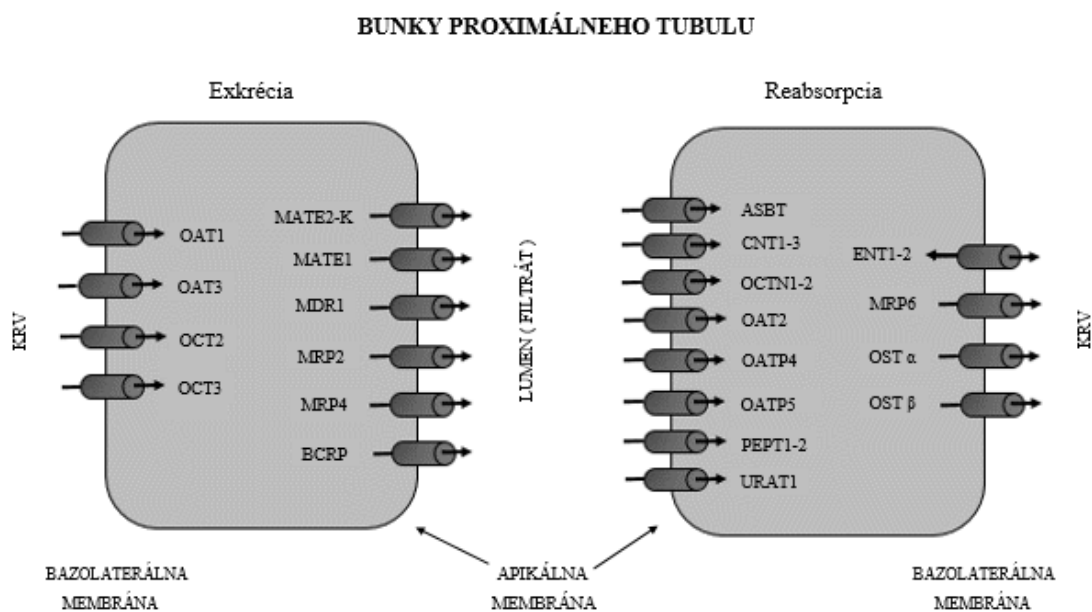 BUNKY PROXIMÁLNEHO TUBULU
Exkrécia
Reabsorpcia
KRV
OAT1
OAT3
OCT2
OCT3
MATE2-K
MATE1
MDR1
MRP2
MRP4
BCRP
LUMEN ( FILTRÁT )
ASBT
CNT1-3
OCTN1-2
OAT2
OATP4
OATP5
PEPT1-2
URAT1
ENT1-2
MRP6
OST α
OST β
KRV
BAZOLATERÁLNA
MEMBRÁNA
APIKÁLNA
MEMBRÁNA
BAZOLATERÁLNA
MEMBRÁNA